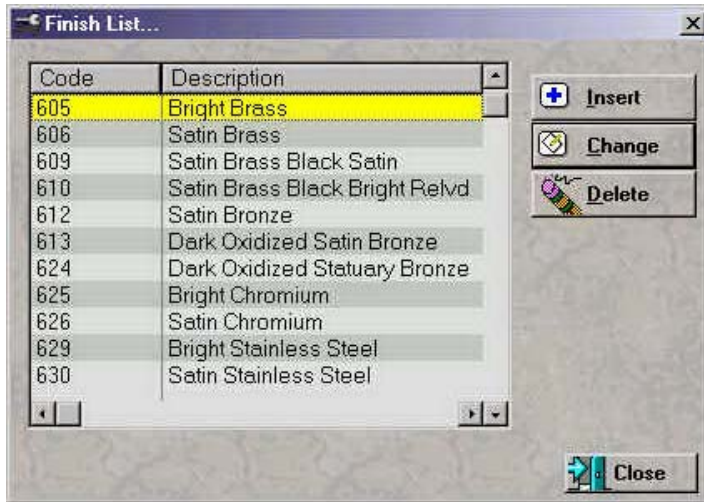 Finish List...
Code Description
605 Bright Brass
606 Satin Brass
609 Satin Brass Black Satin
610 Satin Brass Black Bright Relvd
612 Satin Bronze
613 Dark Oxidized Satin Bronze
624 Dark Oxidized Statuary Bronze
625 Bright Chromium
626 Satin Chromium
629 Bright Stainless Steel
630 Satin Stainless Steel
Insert
Change
Delete
Close